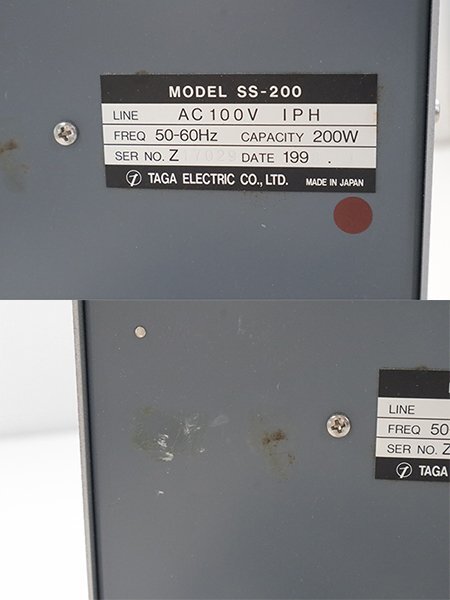 MODEL SS-200
LINE AC100V IPH
FREQ 50-60Hz CAPACITY 200W
SER NO. Z DATE 199 .
TAGA ELECTRIC CO., LTD. MADE IN JAPAN
LINE
FREQ 50
SER NO. Z
TAGA